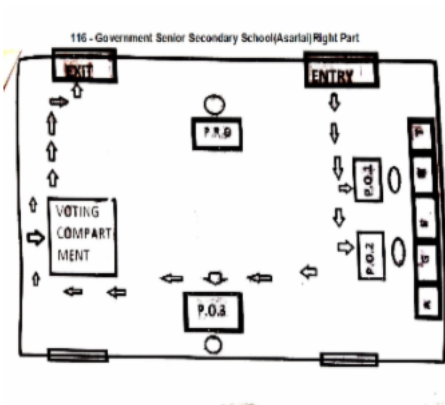 116 - Government Senior Secondary School(Asarlai)Right Part
EXIT
ENTRY
P.R.O
P.O.1
VOTING
COMPART
MENT
P.O.2
P.O.3